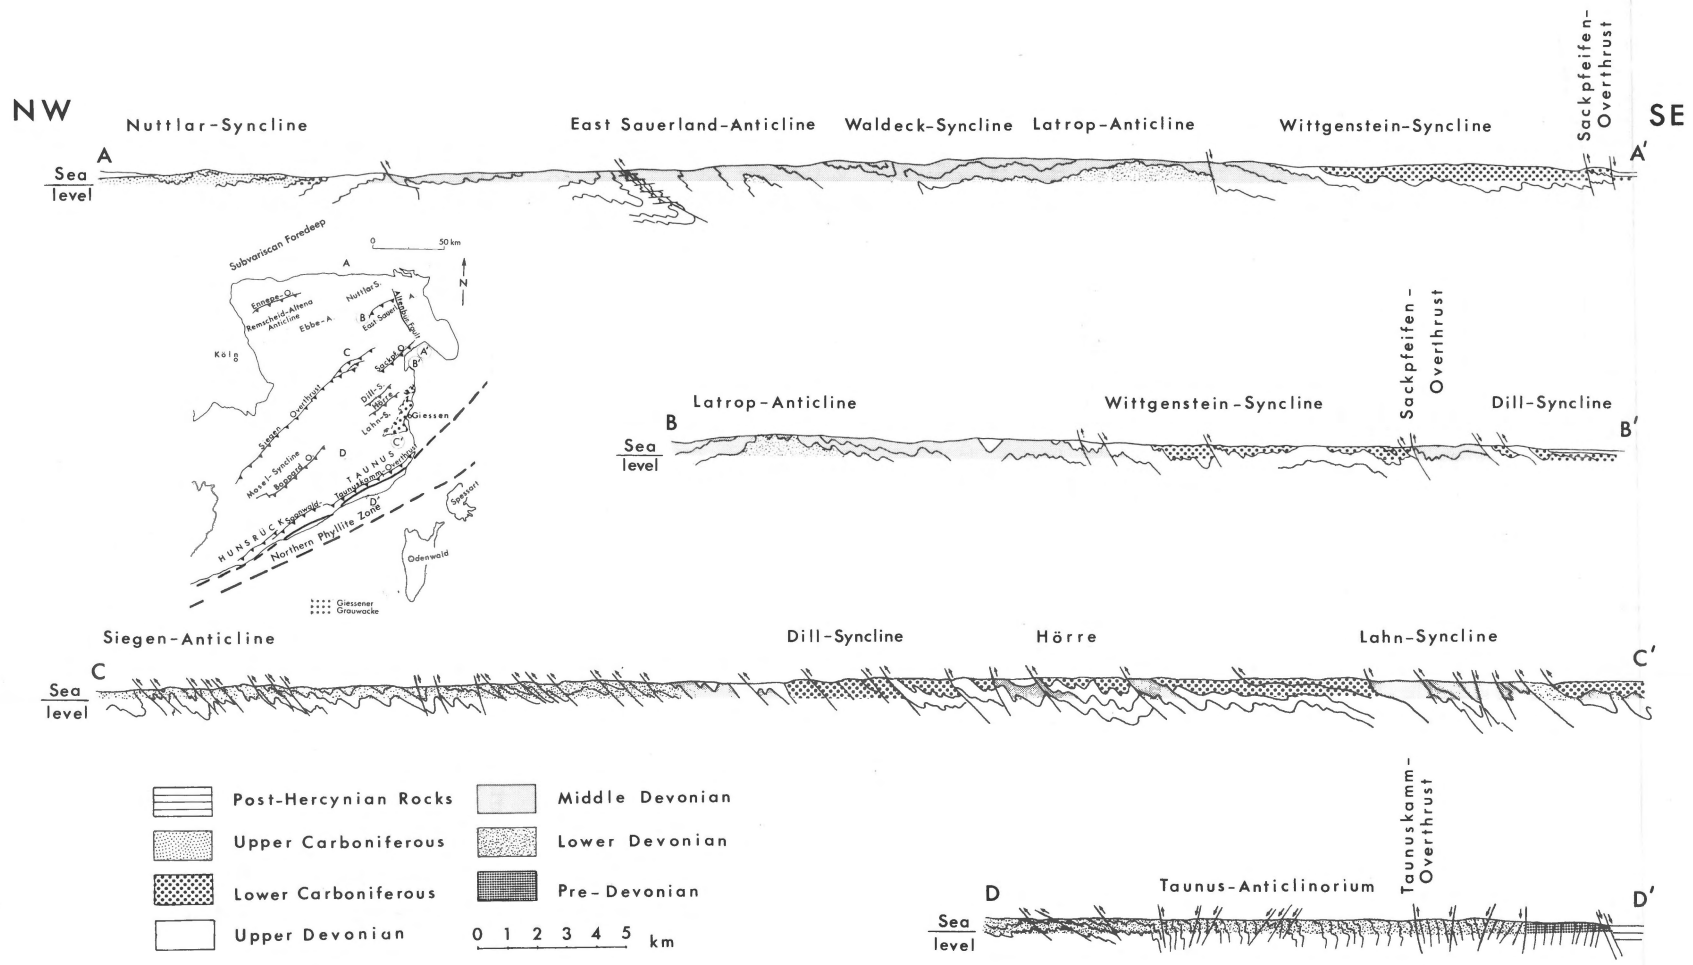 NW
SE
Sackpfeifen-
Overthrust
Nuttlar-Syncline
East Sauerland-Anticline
Waldeck-Syncline
Latrop-Anticline
Wittgenstein-Syncline
A
A'
Sea
level
Subvariscan Foredeep
0 50 km
N
A
Ennepe-O.
Remscheid-Altena
Anticline
Ebbe-A.
Nuttlar S.
A
B
East Sauerl.
Altenbür. Fault
Köln
C
Sackpf. O.
A'
B'
Siegen Overthrust
Dill-S.
Hörre
Lahn-S.
Giessen
C'
Mosel-Syncline
Boppard O.
D
TAUNUS
Taunuskamm-Overthrust
D'
HUNSRÜCK
Soonwald-
Northern Phyllite Zone
Spessart
Odenwald
Giessener
Grauwacke
Sackpfeifen-
Overthrust
Latrop-Anticline
Wittgenstein-Syncline
Dill-Syncline
B
B'
Sea
level
Siegen-Anticline
Dill-Syncline
Hörre
Lahn-Syncline
C
C'
Sea
level
Post-Hercynian Rocks
Upper Carboniferous
Lower Carboniferous
Upper Devonian
Middle Devonian
Lower Devonian
Pre-Devonian
0 1 2 3 4 5 km
Taunuskamm-
Overthrust
Taunus-Anticlinorium
D
D'
Sea
level